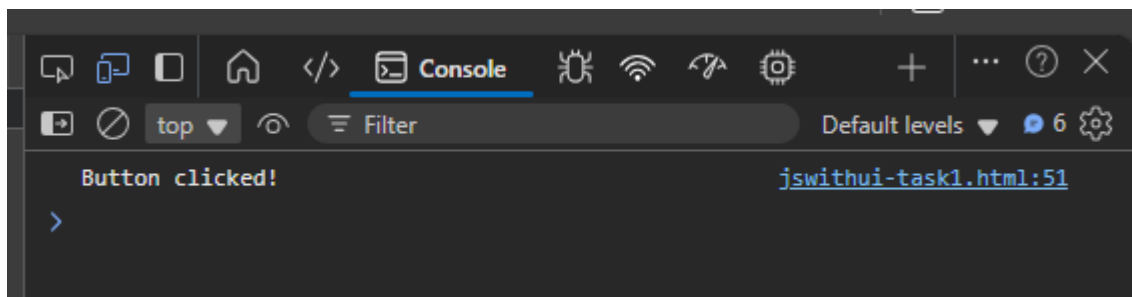 Console
top Filter Default levels 6
Button clicked! jswithui-task1.html:51